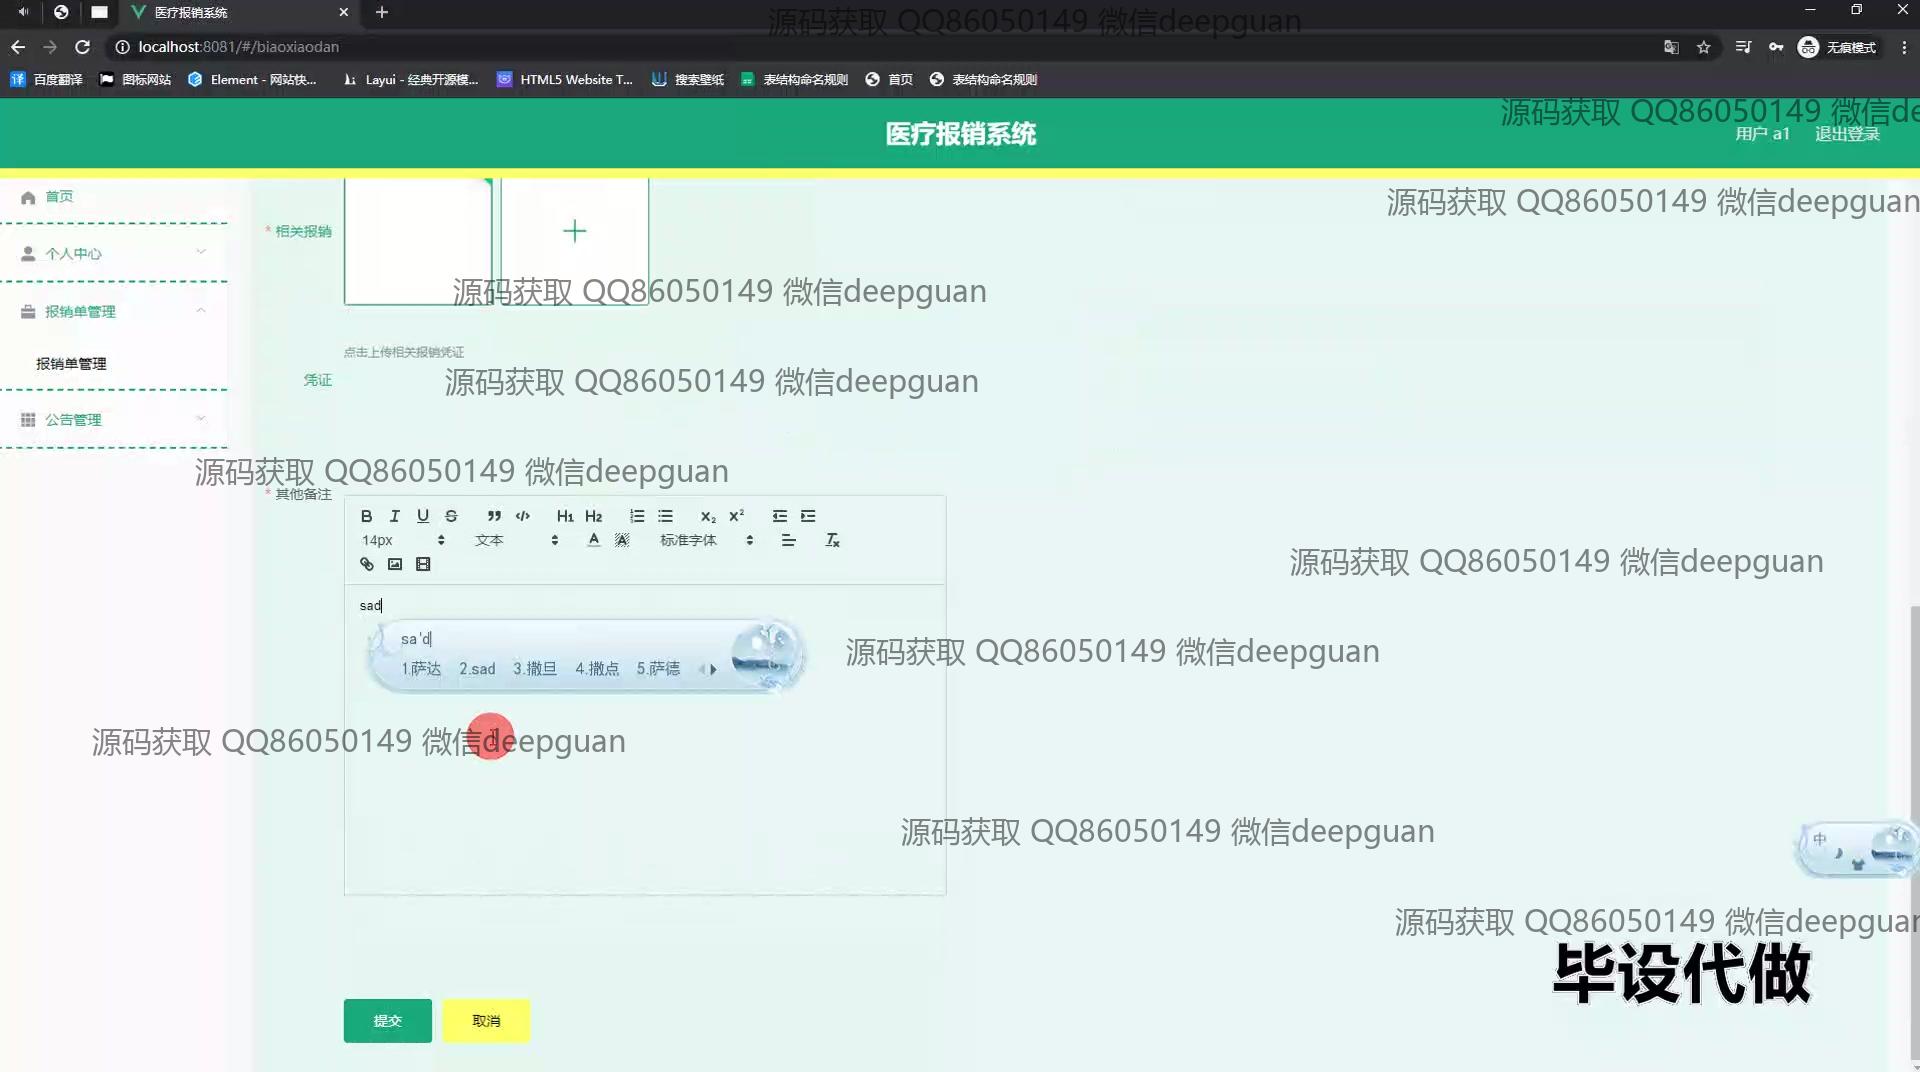 医疗报销系统
源码获取 QQ86050149 微信deepguan
localhost:8081/#/biaoxiaodan
无痕模式
百度翻译
图标网站
Element - 网站快...
Layui - 经典开源模...
HTML5 Website T...
搜索壁纸
表结构命名规则
首页
表结构命名规则
源码获取 QQ86050149 微信de
医疗报销系统
用户 a1
退出登录
首页
源码获取 QQ86050149 微信deepguan
* 相关报销
个人中心
源码获取 QQ86050149 微信deepguan
报销单管理
点击上传相关报销凭证
报销单管理
凭证
源码获取 QQ86050149 微信deepguan
公告管理
源码获取 QQ86050149 微信deepguan
* 其他备注
B I U S ” </> H1 H2 X₂ X²
14px 文本 A A 标准字体 Tx
源码获取 QQ86050149 微信deepguan
sad
sa'd
1.萨达 2.sad 3.撒旦 4.撒点 5.萨德
源码获取 QQ86050149 微信deepguan
源码获取 QQ86050149 微信deepguan
源码获取 QQ86050149 微信deepguan
中
源码获取 QQ86050149 微信deepguan
毕设代做
提交
取消